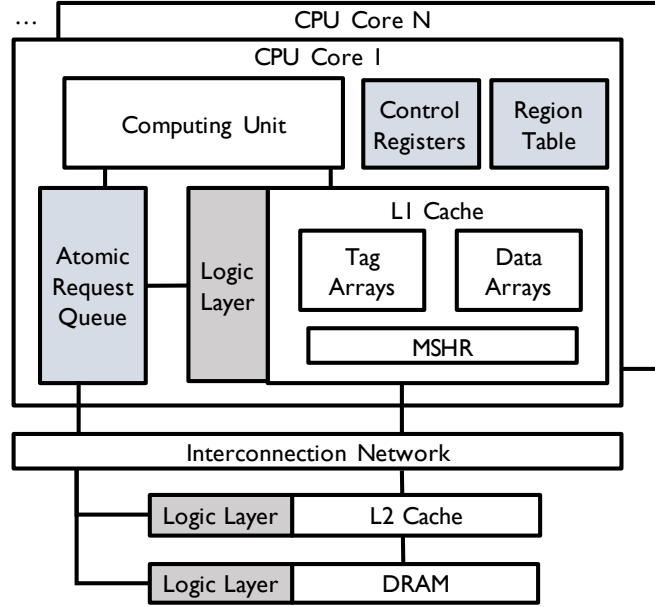 ...
CPU Core N
CPU Core 1
Computing Unit
Control
Registers
Region
Table
Atomic
Request
Queue
Logic
Layer
L1 Cache
Tag
Arrays
Data
Arrays
MSHR
Interconnection Network
Logic Layer
L2 Cache
Logic Layer
DRAM